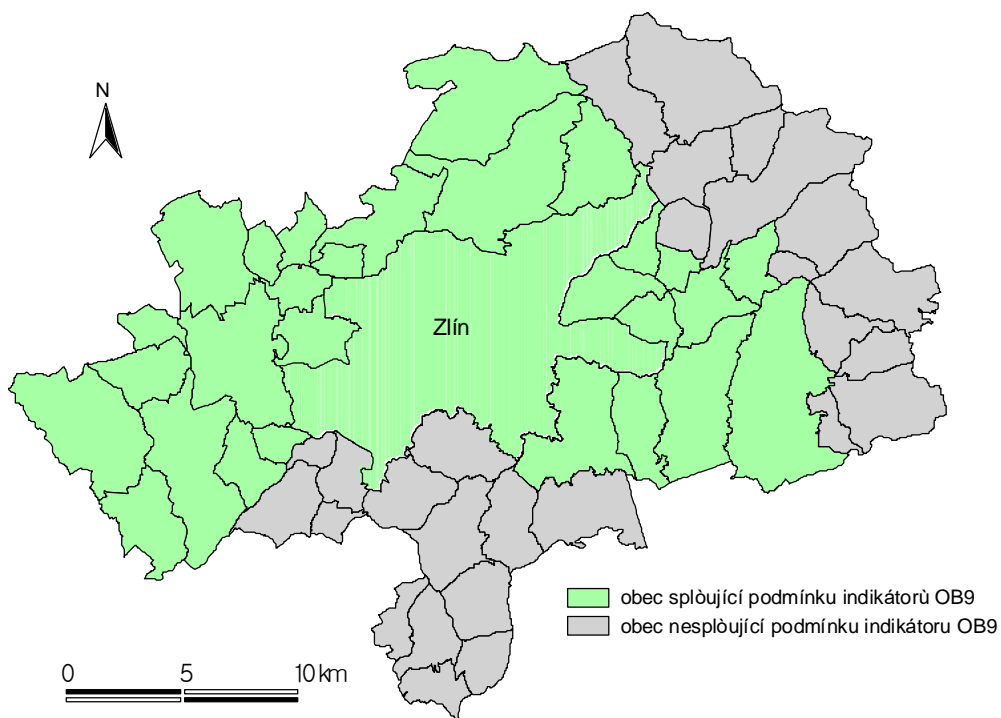 N
Zlín
obec splòující podmínku indikátorù OB9
obec nesplòující podmínku indikátoru OB9
0 5 10 km